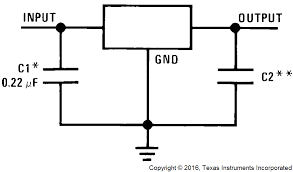 INPUT
OUTPUT
GND
C1*
0.22 μF
C2**
Copyright © 2016, Texas Instruments Incorporated